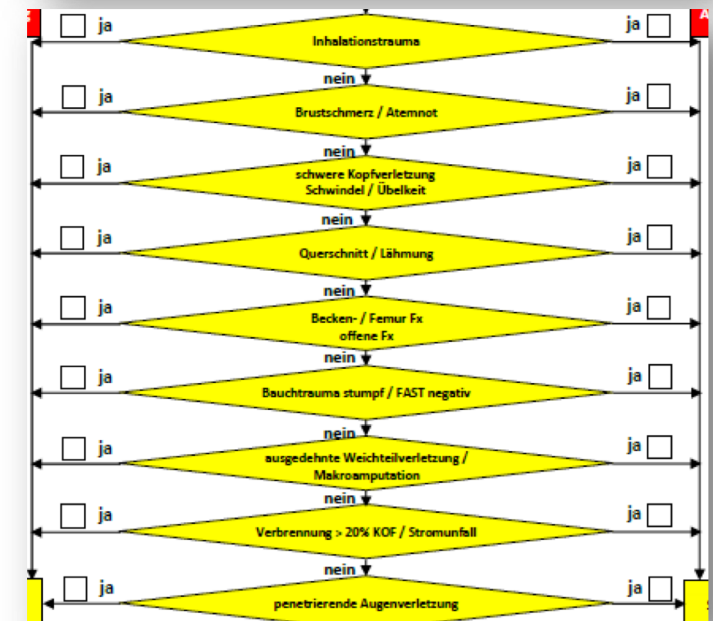 ja ja
Inhalationstrauma
nein
ja ja
Brustschmerz / Atemnot
nein
ja ja
schwere Kopfverletzung
Schwindel / Übelkeit
nein
ja ja
Querschnitt / Lähmung
nein
ja ja
Becken- / Femur Fx
offene Fx
nein
ja ja
Bauchtrauma stumpf / FAST negativ
nein
ja ja
ausgedehnte Weichteilverletzung /
Makroamputation
nein
ja ja
Verbrennung > 20% KOF / Stromunfall
nein
ja ja
penetrierende Augenverletzung